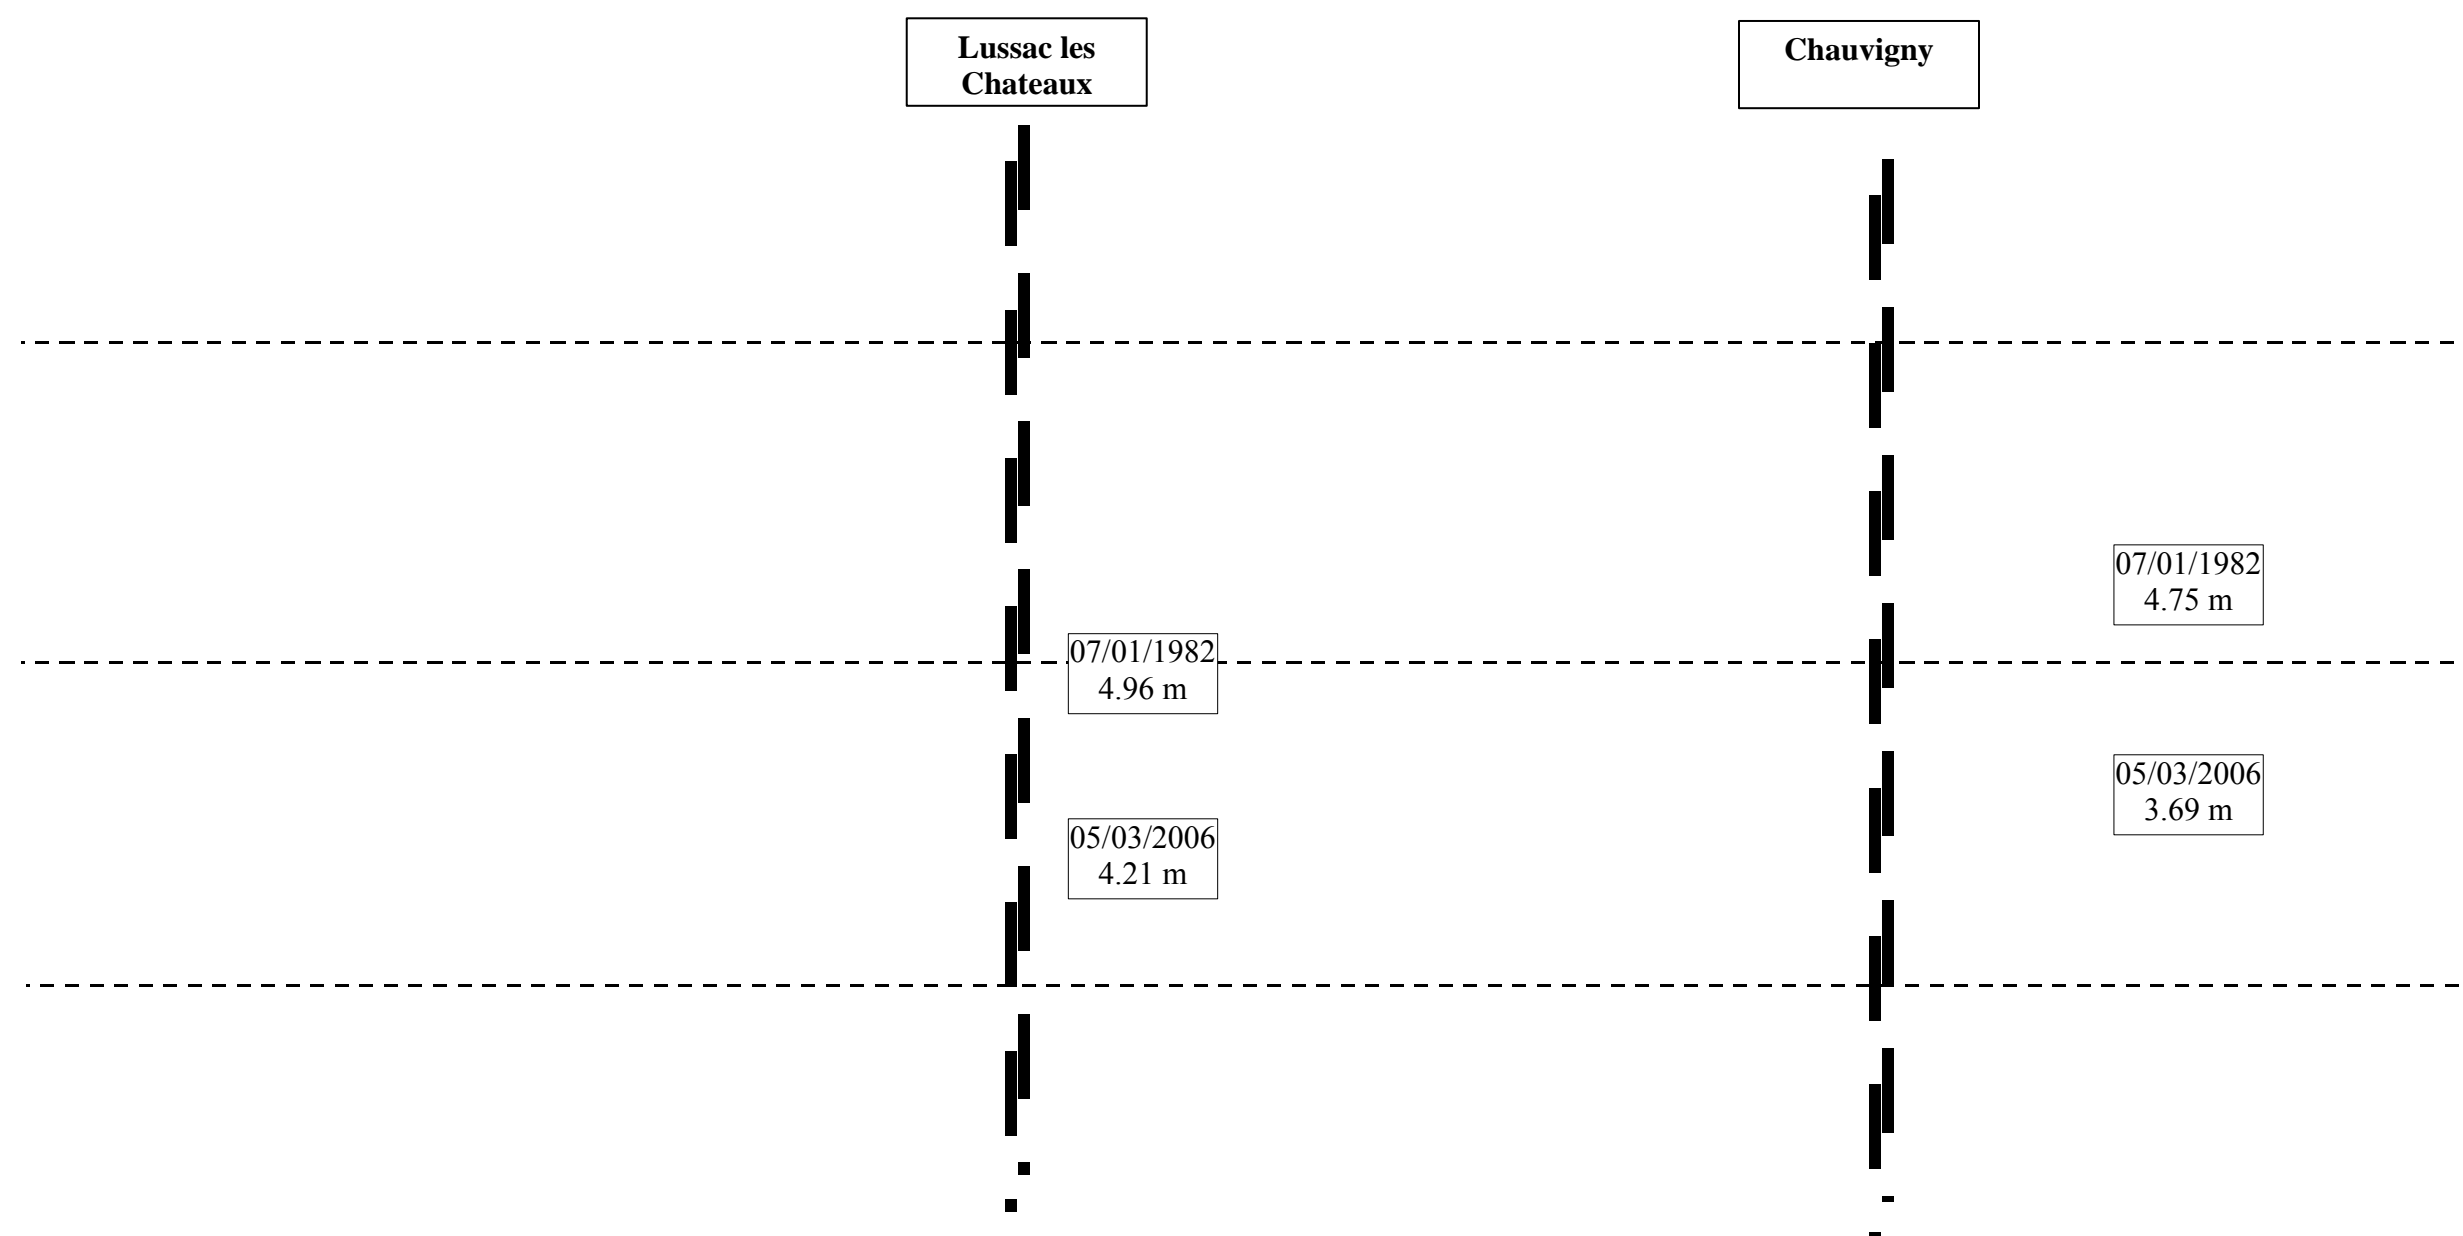 Lussac les
Chateaux
Chauvigny
07/01/1982
4.75 m
07/01/1982
4.96 m
05/03/2006
3.69 m
05/03/2006
4.21 m